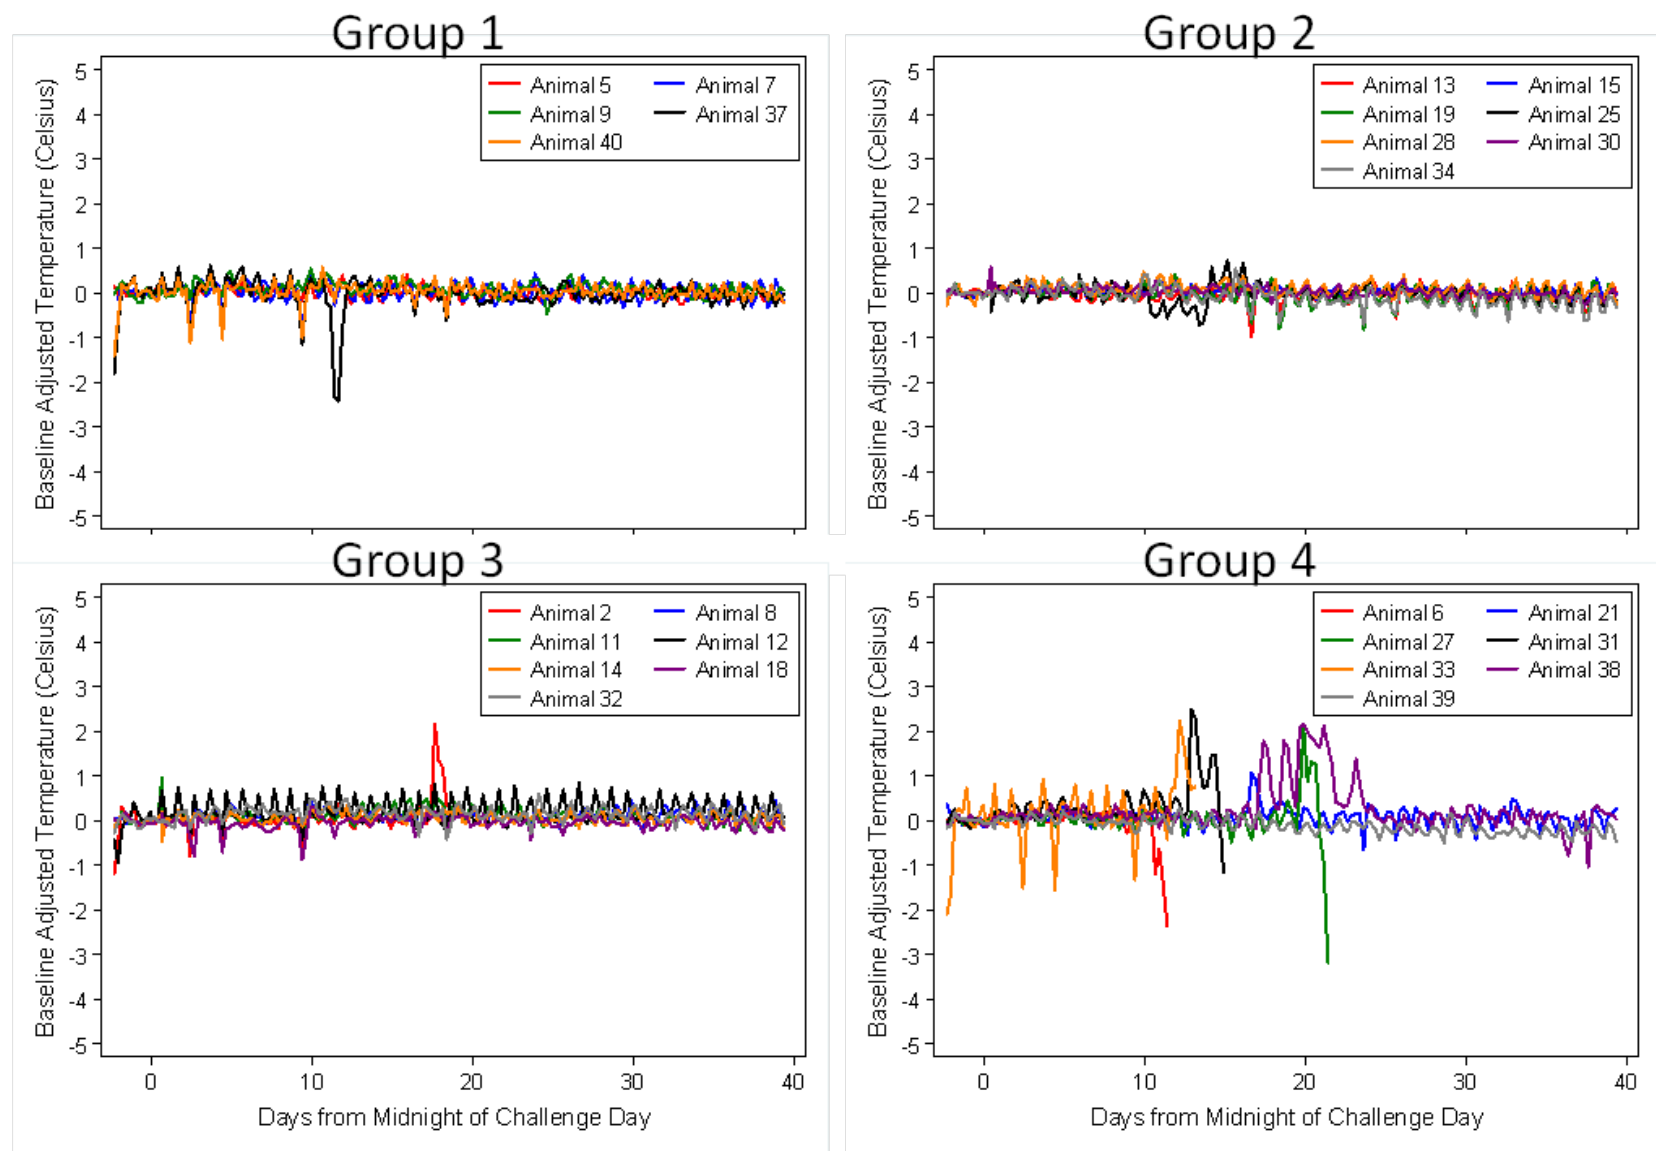 Group 1
Baseline Adjusted Temperature (Celsius)
5
4
3
2
1
0
-1
-2
-3
-4
-5
Animal 5 Animal 7
Animal 9 Animal 37
Animal 40
Group 2
Baseline Adjusted Temperature (Celsius)
5
4
3
2
1
0
-1
-2
-3
-4
-5
Animal 13 Animal 15
Animal 19 Animal 25
Animal 28 Animal 30
Animal 34
Group 3
Baseline Adjusted Temperature (Celsius)
5
4
3
2
1
0
-1
-2
-3
-4
-5
Animal 2 Animal 8
Animal 11 Animal 12
Animal 14 Animal 18
Animal 32
0 10 20 30 40
Days from Midnight of Challenge Day
Group 4
Baseline Adjusted Temperature (Celsius)
5
4
3
2
1
0
-1
-2
-3
-4
-5
Animal 6 Animal 21
Animal 27 Animal 31
Animal 33 Animal 38
Animal 39
0 10 20 30 40
Days from Midnight of Challenge Day